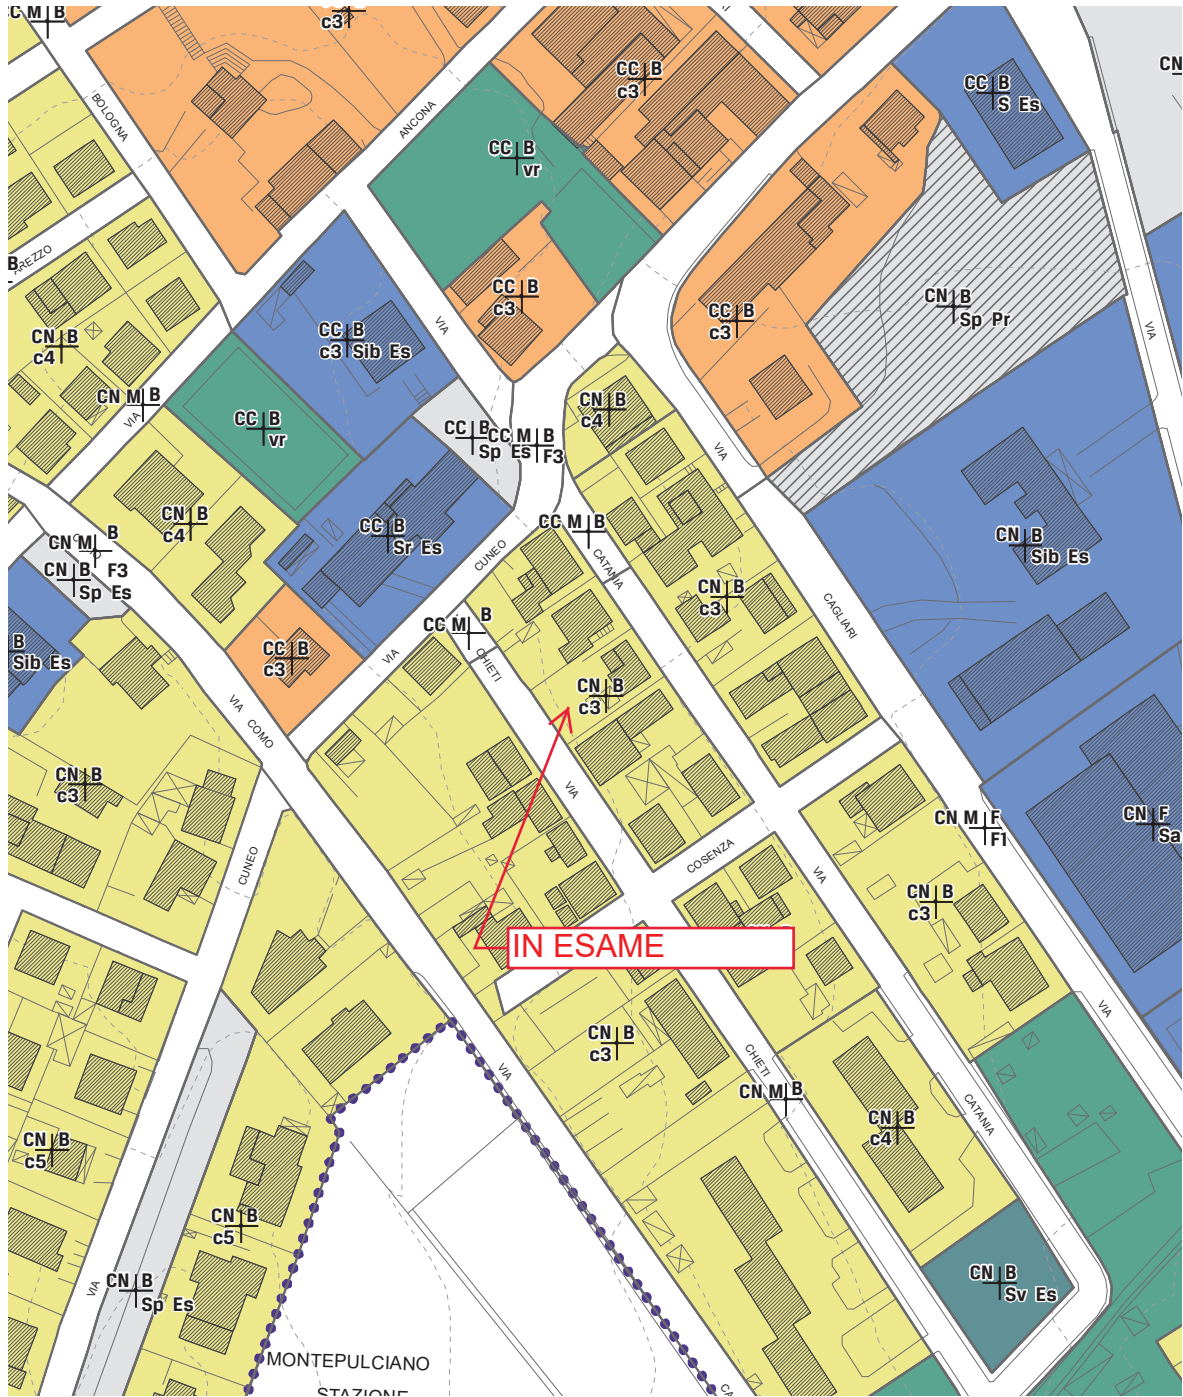 CC M B
c3
CC B
c3
CC B
S Es
CN
BOLOGNA
ANCONA
CC B
vr
AREZZO
B
CC B
c3
CC B
c3
CN B
Sp Pr
VIA
VIA
CC B
c3 Sib Es
CN B
c4
CN M B
VIA
CC B
vr
CC B
Sp Es
CC M B
F3
CN B
c4
VIA
CN B
c4
CC B
Sr Es
CUNEO
CC M B
CATANIA
CN B
Sib Es
CN M B
F3
CN B
Sp Es
B
Sib Es
CC B
c3
VIA
CC M B
CHIETI
CN B
c3
CAGLIARI
CN B
c3
VIA COMO
CN B
c3
VIA
CN M F
F1
CN F
Sa
CUNEO
COSENZA
VIA
CN B
c3
IN ESAME
CN B
c3
VIA
CHIETI
CN M B
VIA
CN B
c4
CATANIA
CN B
c5
CN B
c5
CN B
Sp Es
VIA
CN B
Sv Es
MONTEPULCIANO
STAZIONE
CA